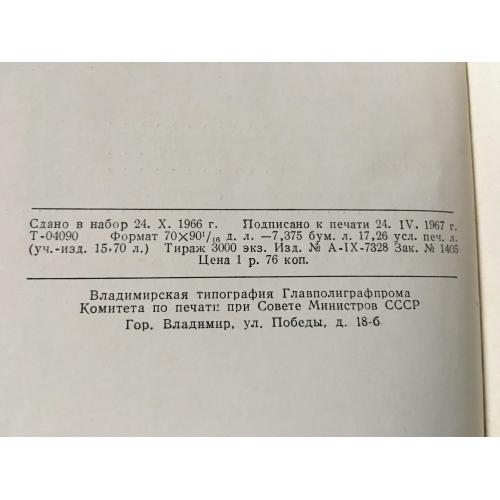 Сдано в набор 24. X. 1966 г. Подписано к печати 24. IV. 1967 г.
Т-04090 Формат 70×90¹/₁₆ д. л. —7,375 бум. л. 17,26 усл. печ. л.
(уч.-изд. 15,70 л.) Тираж 3000 экз. Изд. № А-IX-7328 Зак. № 1405
Цена 1 р. 76 коп.
Владимирская типография Главполиграфпрома
Комитета по печати при Совете Министров СССР
Гор. Владимир, ул. Победы, д. 18-б